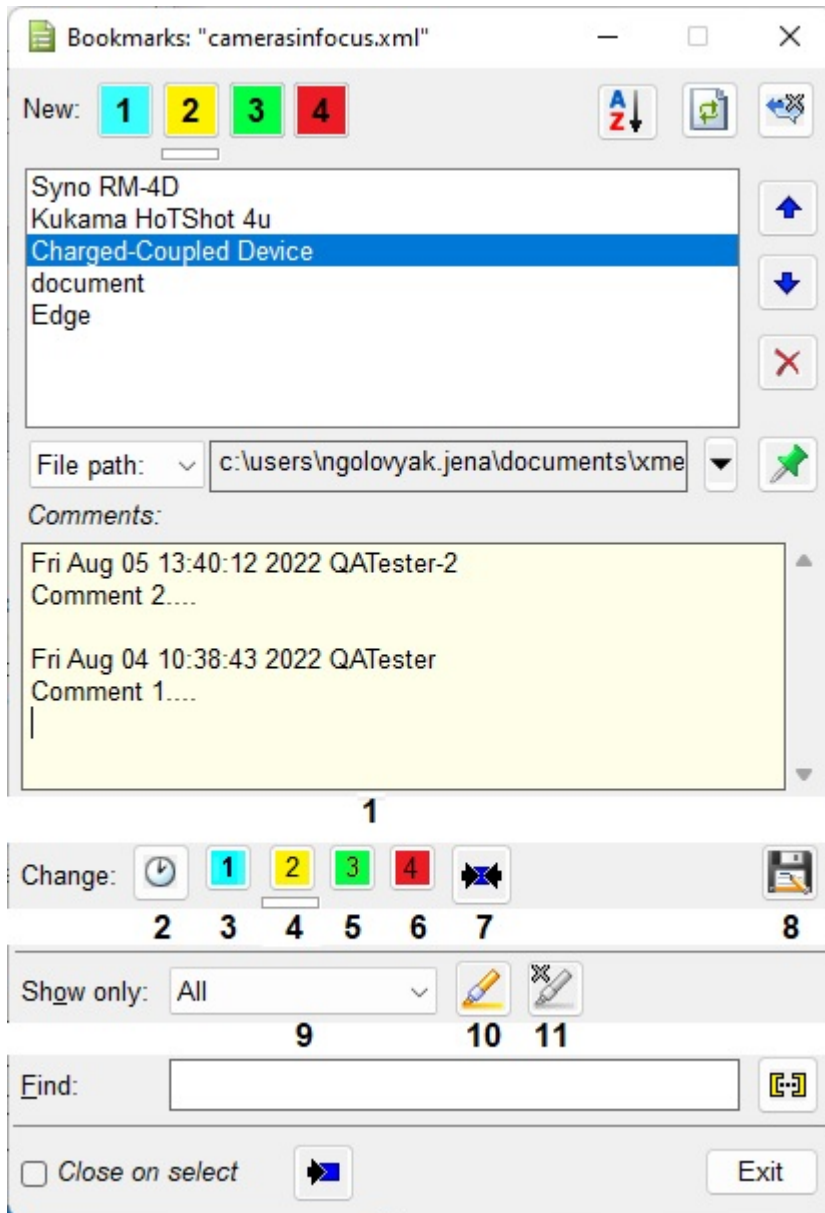 Bookmarks: "camerasinfocus.xml"
New: 1 2 3 4 A Z
Syno RM-4D
Kukama HoTShot 4u
Charged-Coupled Device
document
Edge
File path: c:\users\ngolovyak.jena\documents\xme
Comments:
Fri Aug 05 13:40:12 2022 QATester-2
Comment 2....
Fri Aug 04 10:38:43 2022 QATester
Comment 1....
1
Change: 1 2 3 4
2 3 4 5 6 7 8
Show only: All
9 10 11
Find:
Close on select Exit